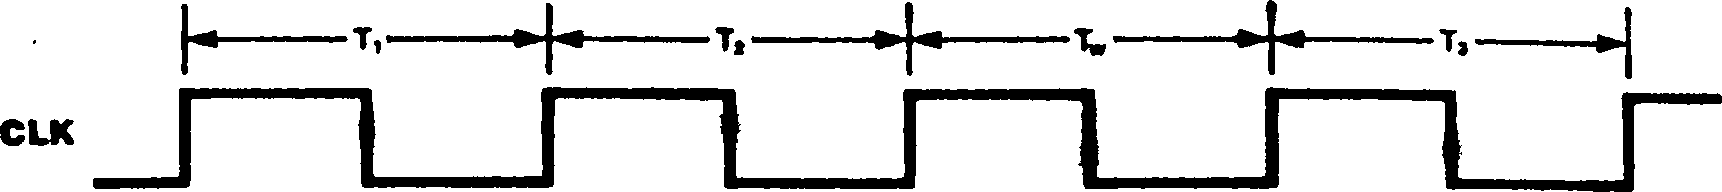 T₁ T₂ Tw T₃
CLK